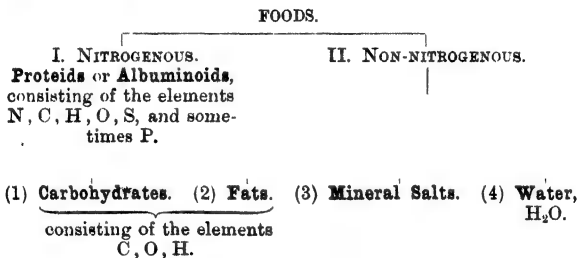 FOODS.
I. NITROGENOUS.
Proteids or Albuminoids,
consisting of the elements
N, C, H, O, S, and some-
times P.
II. NON-NITROGENOUS.
(1) Carbohydrates. (2) Fats. (3) Mineral Salts. (4) Water,
H₂O.
consisting of the elements
C, O, H.